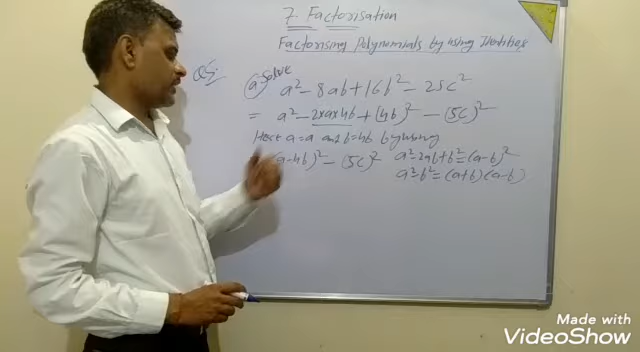 7. Factorisation
Factorising Polynomials by using Identities
Q5:
(a) Solve
a² - 8ab + 16b² - 25c²
= a² - 2×a×4b + (4b)² - (5c)²
Here a=a and b=4b by using
(a-4b)² - (5c)² a²-2ab+b²=(a-b)²
a²-b²=(a+b)(a-b)
Made with
VideoShow